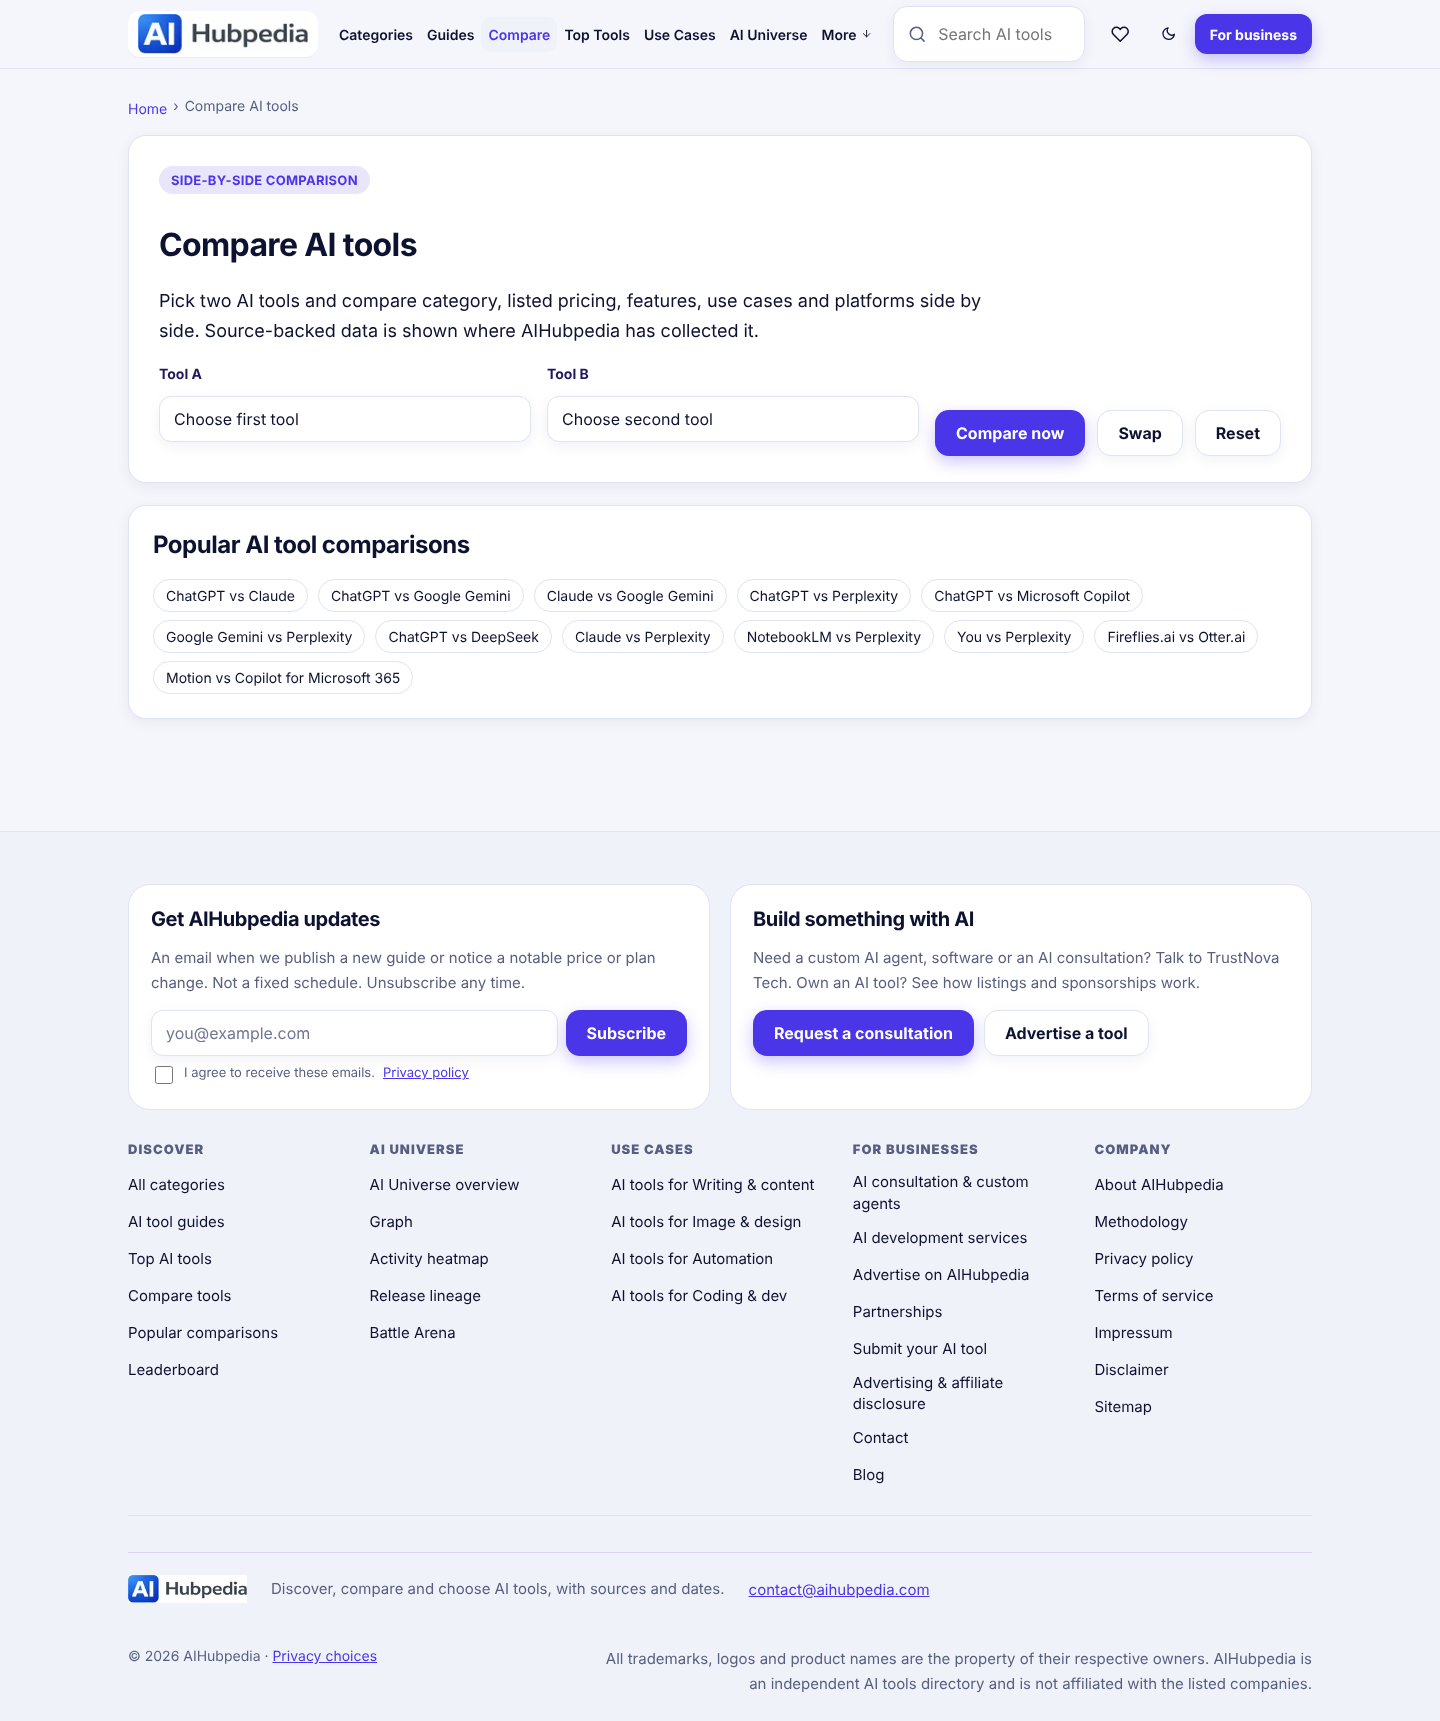 AI Hubpedia
Categories Guides Compare Top Tools Use Cases AI Universe More ↓ Search AI tools For business
Home › Compare AI tools
SIDE-BY-SIDE COMPARISON
Compare AI tools
Pick two AI tools and compare category, listed pricing, features, use cases and platforms side by
side. Source-backed data is shown where AIHubpedia has collected it.
Tool A Tool B
Choose first tool Choose second tool
Compare now Swap Reset
Popular AI tool comparisons
ChatGPT vs Claude ChatGPT vs Google Gemini Claude vs Google Gemini ChatGPT vs Perplexity ChatGPT vs Microsoft Copilot
Google Gemini vs Perplexity ChatGPT vs DeepSeek Claude vs Perplexity NotebookLM vs Perplexity You vs Perplexity Fireflies.ai vs Otter.ai
Motion vs Copilot for Microsoft 365
Get AIHubpedia updates
An email when we publish a new guide or notice a notable price or plan
change. Not a fixed schedule. Unsubscribe any time.
you@example.com Subscribe
I agree to receive these emails. Privacy policy
Build something with AI
Need a custom AI agent, software or an AI consultation? Talk to TrustNova
Tech. Own an AI tool? See how listings and sponsorships work.
Request a consultation Advertise a tool
DISCOVER
All categories
AI tool guides
Top AI tools
Compare tools
Popular comparisons
Leaderboard
AI UNIVERSE
AI Universe overview
Graph
Activity heatmap
Release lineage
Battle Arena
USE CASES
AI tools for Writing & content
AI tools for Image & design
AI tools for Automation
AI tools for Coding & dev
FOR BUSINESSES
AI consultation & custom
agents
AI development services
Advertise on AIHubpedia
Partnerships
Submit your AI tool
Advertising & affiliate
disclosure
Contact
Blog
COMPANY
About AIHubpedia
Methodology
Privacy policy
Terms of service
Impressum
Disclaimer
Sitemap
AI Hubpedia Discover, compare and choose AI tools, with sources and dates. contact@aihubpedia.com
© 2026 AIHubpedia · Privacy choices
All trademarks, logos and product names are the property of their respective owners. AIHubpedia is
an independent AI tools directory and is not affiliated with the listed companies.